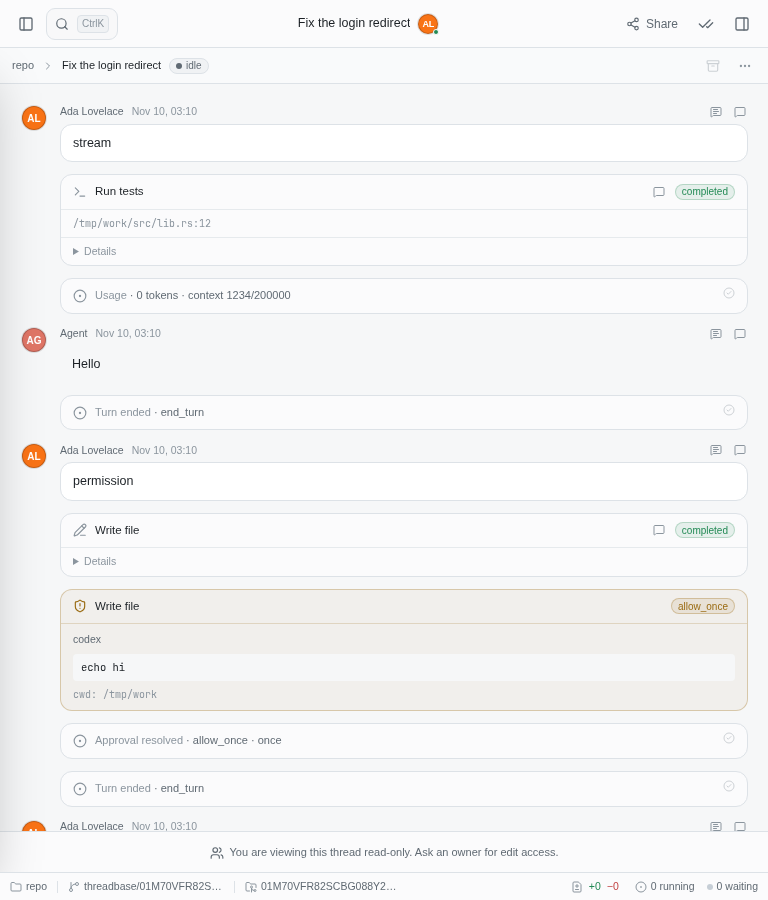 CtrlK
Fix the login redirect
AL
Share
repo
Fix the login redirect
idle
AL
Ada Lovelace Nov 10, 03:10
stream
Run tests
completed
/tmp/work/src/lib.rs:12
Details
Usage · 0 tokens · context 1234/200000
AG
Agent Nov 10, 03:10
Hello
Turn ended · end_turn
AL
Ada Lovelace Nov 10, 03:10
permission
Write file
completed
Details
Write file
allow_once
codex
echo hi
cwd: /tmp/work
Approval resolved · allow_once · once
Turn ended · end_turn
AL
Ada Lovelace Nov 10, 03:10
You are viewing this thread read-only. Ask an owner for edit access.
repo
threadbase/01M70VFR82S…
01M70VFR82SCBG088Y2…
+0 −0
0 running
0 waiting